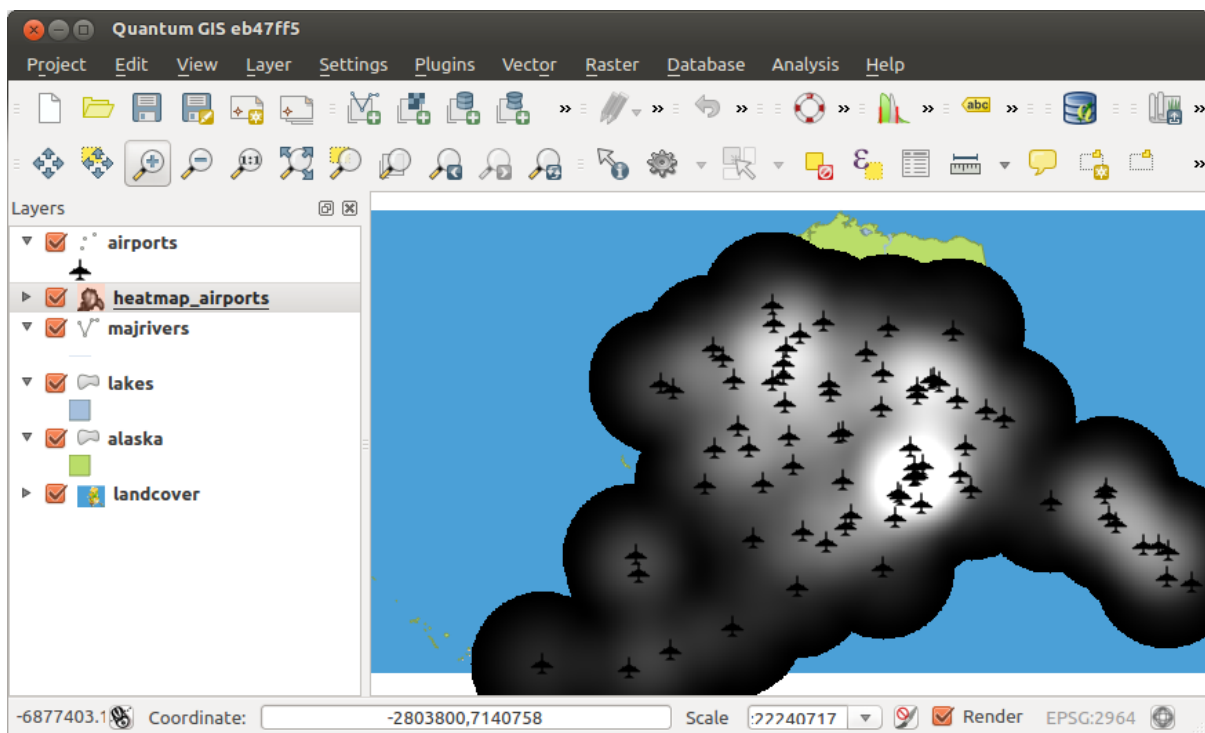 Quantum GIS eb47ff5
Project Edit View Layer Settings Plugins Vector Raster Database Analysis Help
abc
1:1
Layers
airports
heatmap_airports
majrivers
lakes
alaska
landcover
-6877403.1 Coordinate: -2803800,7140758 Scale :22240717 Render EPSG:2964